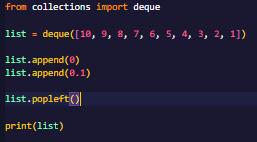 from collections import deque
list = deque([10, 9, 8, 7, 6, 5, 4, 3, 2, 1])
list.append(0)
list.append(0.1)
list.popleft()
print(list)